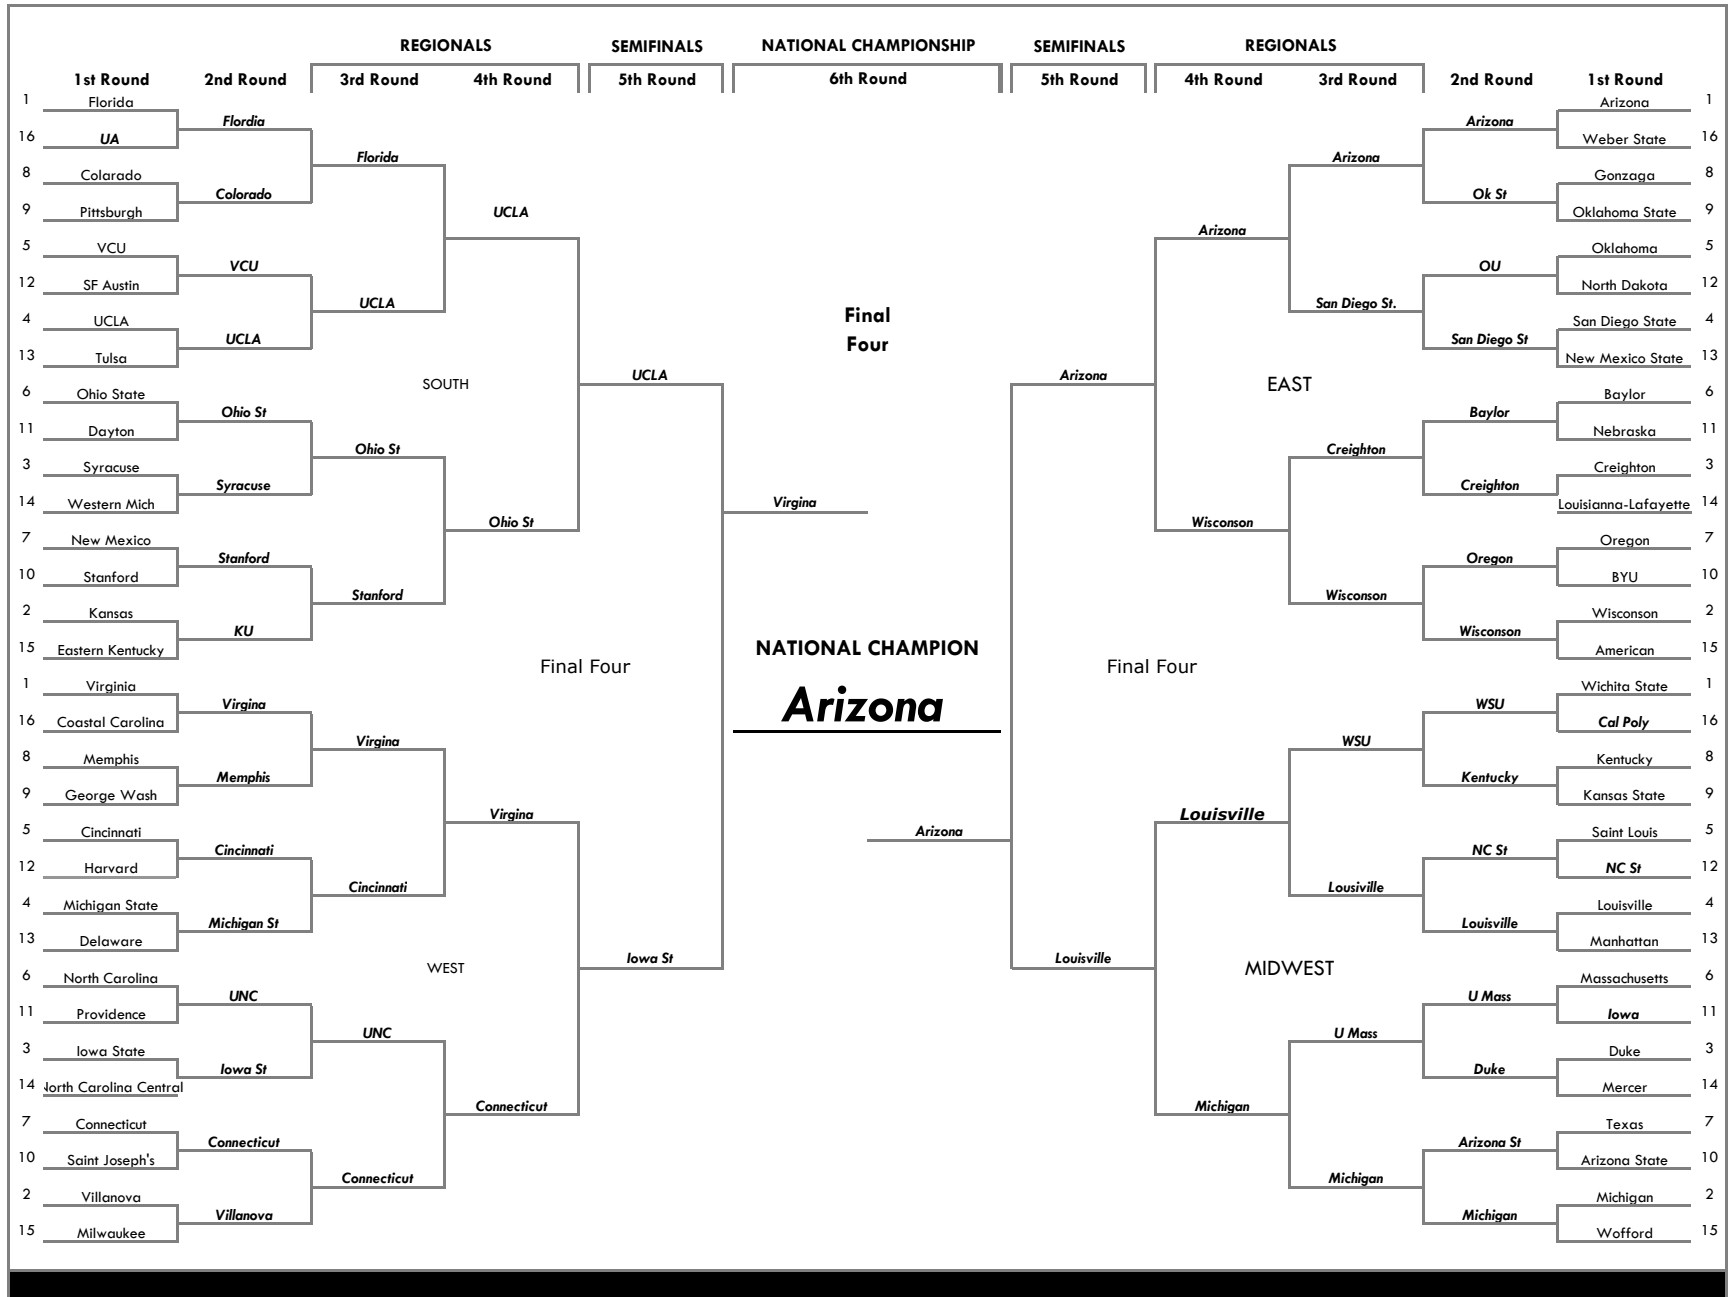 REGIONALS SEMIFINALS NATIONAL CHAMPIONSHIP SEMIFINALS REGIONALS
1st Round 2nd Round 3rd Round 4th Round 5th Round 6th Round 5th Round 4th Round 3rd Round 2nd Round 1st Round
1 Florida Arizona 1
Flordia Arizona
16 UA Weber State 16
Florida Arizona
8 Colarado Gonzaga 8
Colorado Ok St
9 Pittsburgh UCLA Oklahoma State 9
Arizona
5 VCU Oklahoma 5
VCU OU
12 SF Austin North Dakota 12
UCLA San Diego St.
4 UCLA Final San Diego State 4
UCLA Four San Diego St
13 Tulsa New Mexico State 13
SOUTH UCLA Arizona EAST
6 Ohio State Baylor 6
Ohio St Baylor
11 Dayton Nebraska 11
Ohio St Creighton
3 Syracuse Creighton 3
Syracuse Creighton
14 Western Mich Virgina Louisianna-Lafayette 14
Ohio St Wisconson
7 New Mexico Oregon 7
Stanford Oregon
10 Stanford BYU 10
Stanford Wisconson
2 Kansas Wisconson 2
KU Wisconson
15 Eastern Kentucky NATIONAL CHAMPION American 15
Final Four Final Four
1 Virginia Wichita State 1
Virgina Arizona WSU
16 Coastal Carolina Cal Poly 16
Virgina WSU
8 Memphis Kentucky 8
Memphis Kentucky
9 George Wash Kansas State 9
Virgina Louisville
5 Cincinnati Arizona Saint Louis 5
Cincinnati NC St
12 Harvard NC St 12
Cincinnati Lousiville
4 Michigan State Louisville 4
Michigan St Louisville
13 Delaware Manhattan 13
WEST Iowa St Louisville MIDWEST
6 North Carolina Massachusetts 6
UNC U Mass
11 Providence Iowa 11
UNC U Mass
3 Iowa State Duke 3
Iowa St Duke
14 North Carolina Central Mercer 14
Connecticut Michigan
7 Connecticut Texas 7
Connecticut Arizona St
10 Saint Joseph's Arizona State 10
Connecticut Michigan
2 Villanova Michigan 2
Villanova Michigan
15 Milwaukee Wofford 15